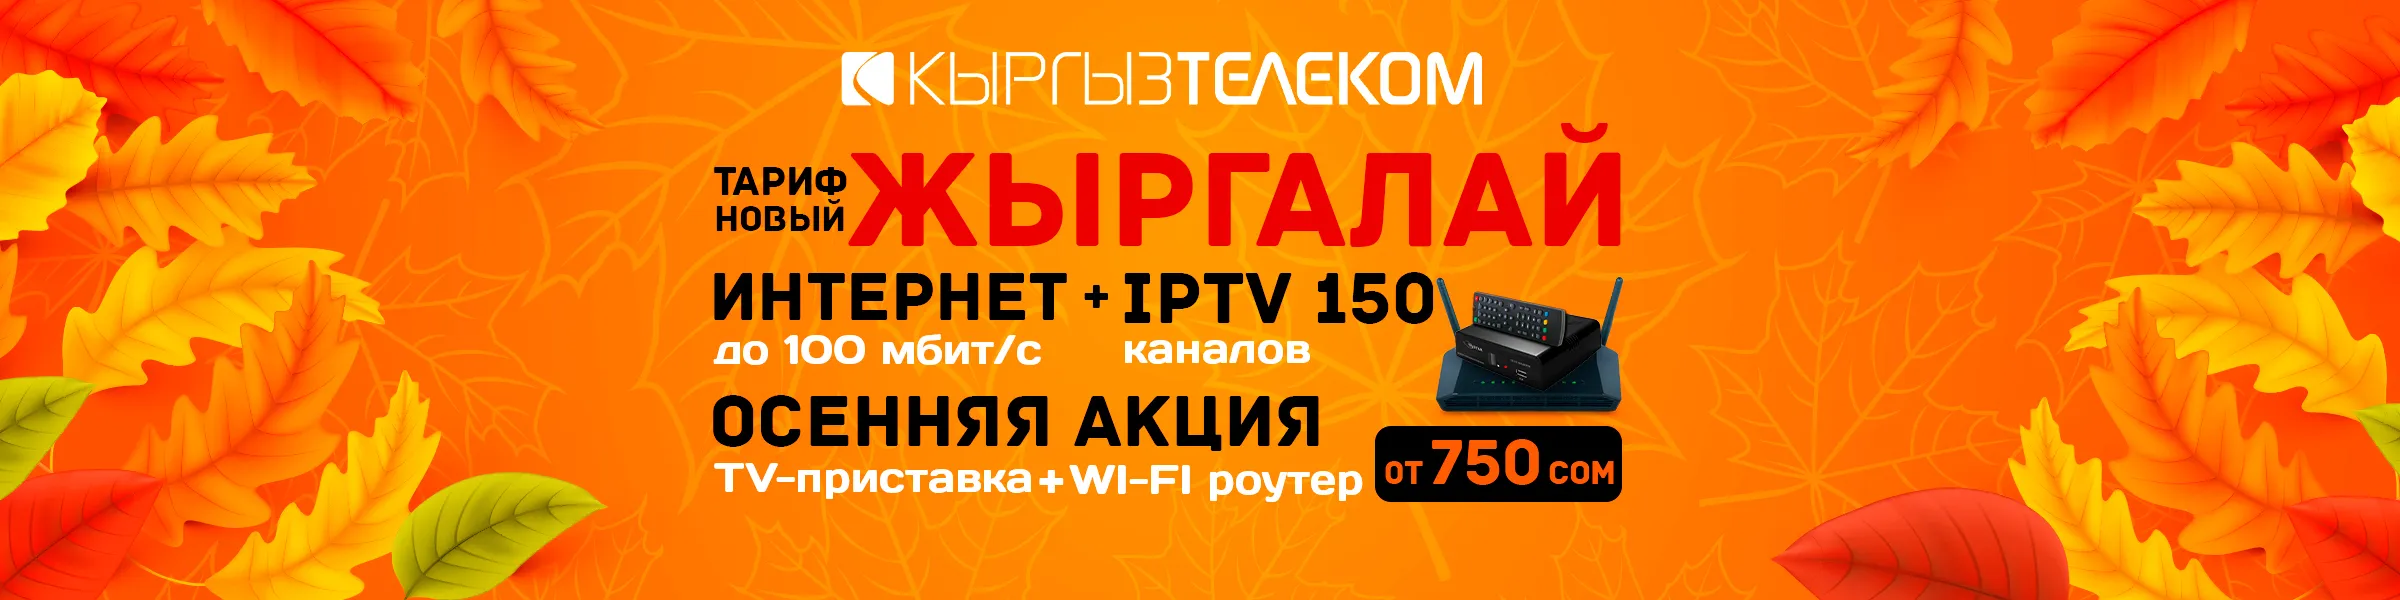 КЫРГЫЗТЕЛЕКОМ
ТАРИФ
НОВЫЙ
ЖЫРГАЛАЙ
ИНТЕРНЕТ + IPTV 150
до 100 мбит/с
каналов
ОСЕННЯЯ АКЦИЯ
TV-приставка+WI-FI роутер
ОТ 750 СОМ